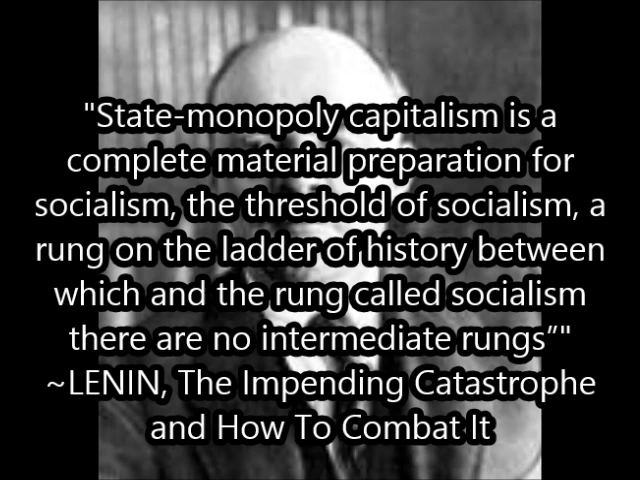 "State-monopoly capitalism is a
complete material preparation for
socialism, the threshold of socialism, a
rung on the ladder of history between
which and the rung called socialism
there are no intermediate rungs”"
~LENIN, The Impending Catastrophe
and How To Combat It